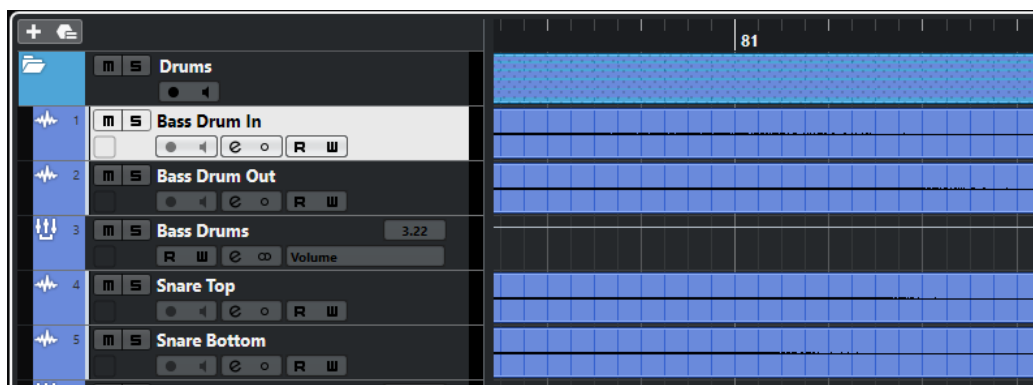 81
m S Drums
1 m S Bass Drum In
e R W
2 m S Bass Drum Out
e R W
3 m S Bass Drums 3.22
R W e Volume
4 m S Snare Top
e R W
5 m S Snare Bottom
e R W